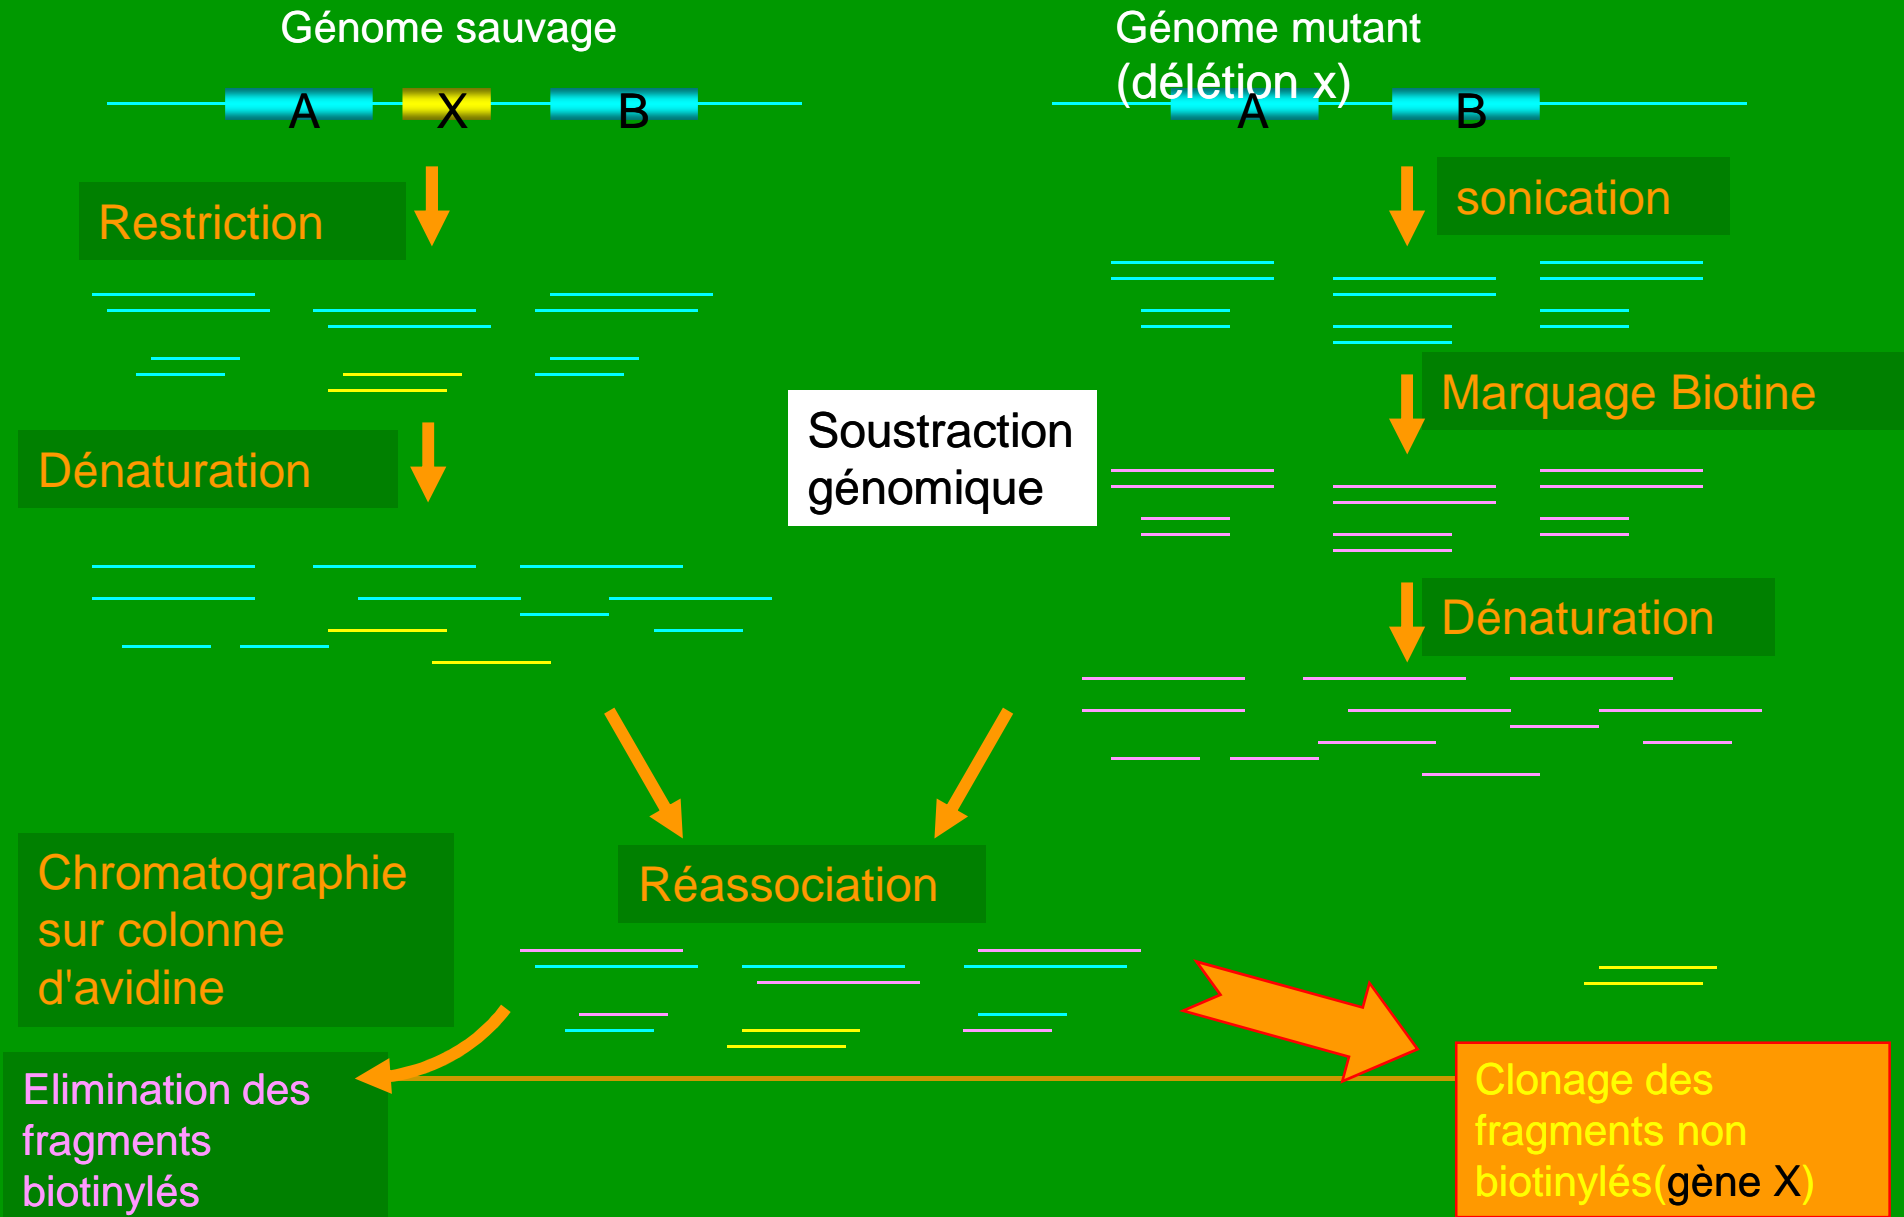 Génome sauvage
Génome mutant
(délétion x)
A
X
B
A
B
Restriction
sonication
Marquage Biotine
Dénaturation
Soustraction
génomique
Dénaturation
Chromatographie
sur colonne
d'avidine
Réassociation
Elimination des
fragments
biotinylés
Clonage des
fragments non
biotinylés(gène X)